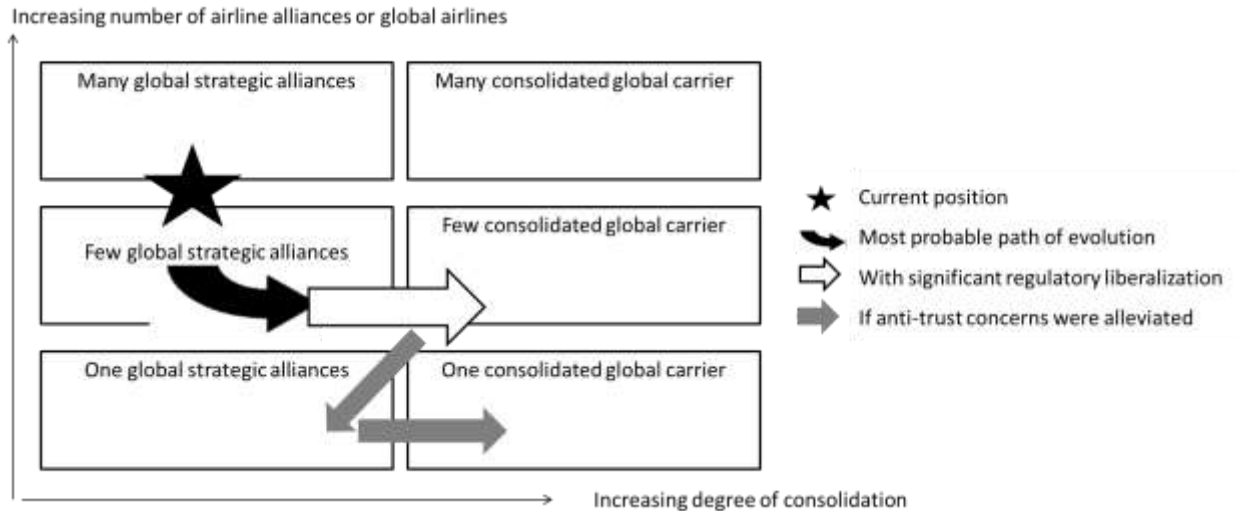 Increasing number of airline alliances or global airlines
Many global strategic alliances
Many consolidated global carrier
Few global strategic alliances
Few consolidated global carrier
One global strategic alliances
One consolidated global carrier
Current position
Most probable path of evolution
With significant regulatory liberalization
If anti-trust concerns were alleviated
Increasing degree of consolidation